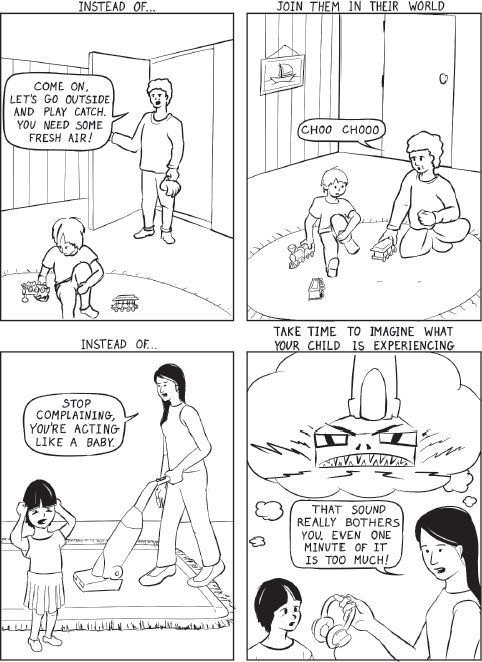 INSTEAD OF...
COME ON,
LET'S GO OUTSIDE
AND PLAY CATCH.
YOU NEED SOME
FRESH AIR!
JOIN THEM IN THEIR WORLD
CHOO CHOOO
INSTEAD OF...
STOP
COMPLAINING,
YOU'RE ACTING
LIKE A BABY.
TAKE TIME TO IMAGINE WHAT
YOUR CHILD IS EXPERIENCING
THAT SOUND
REALLY BOTHERS
YOU. EVEN ONE
MINUTE OF IT
IS TOO MUCH!